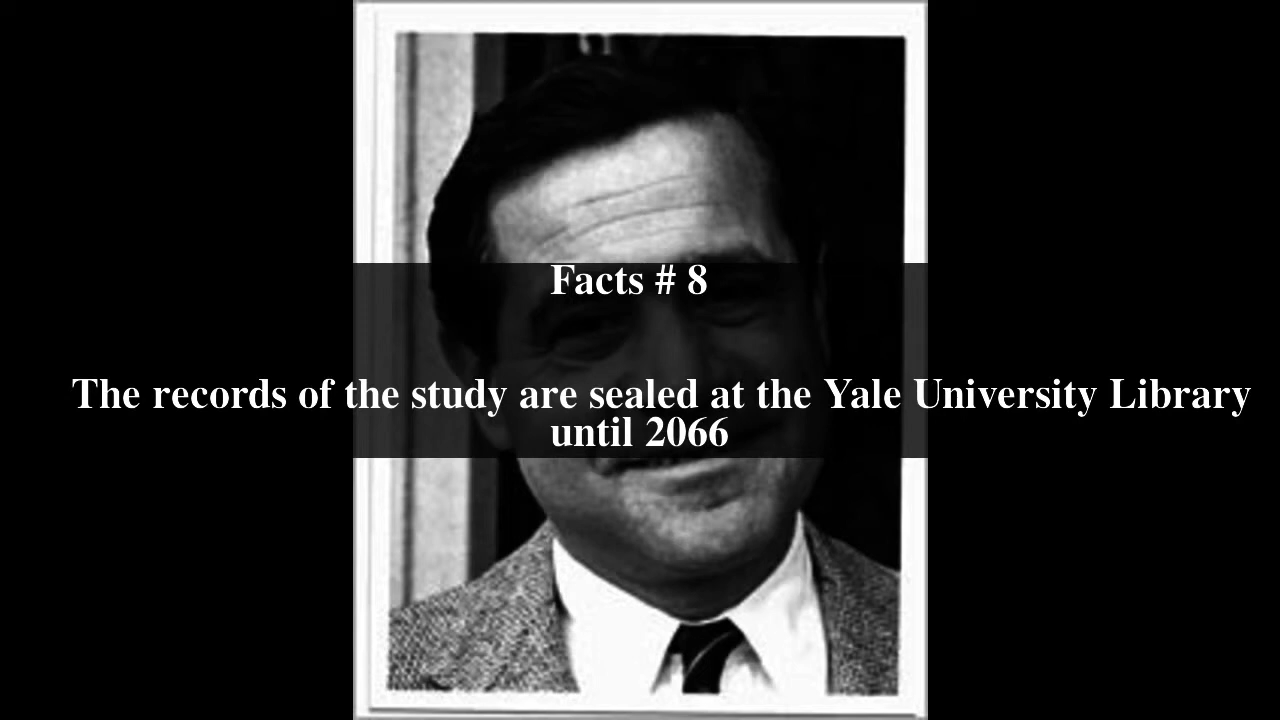 Facts # 8
The records of the study are sealed at the Yale University Library
until 2066